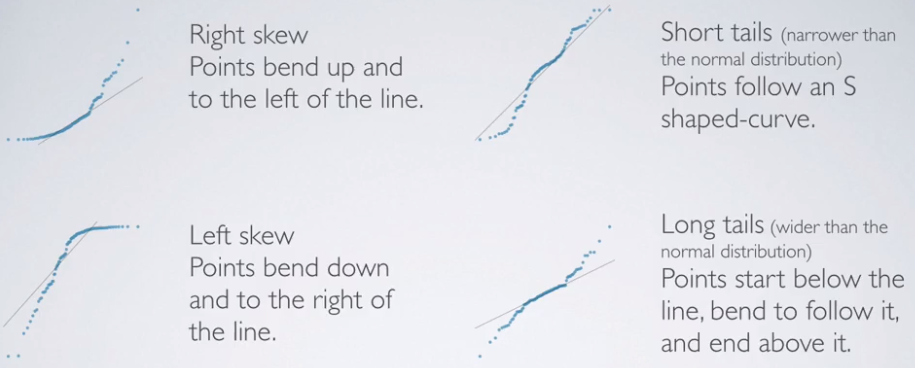 Right skew
Points bend up and
to the left of the line.
Short tails (narrower than
the normal distribution)
Points follow an S
shaped-curve.
Left skew
Points bend down
and to the right of
the line.
Long tails (wider than the
normal distribution)
Points start below the
line, bend to follow it,
and end above it.